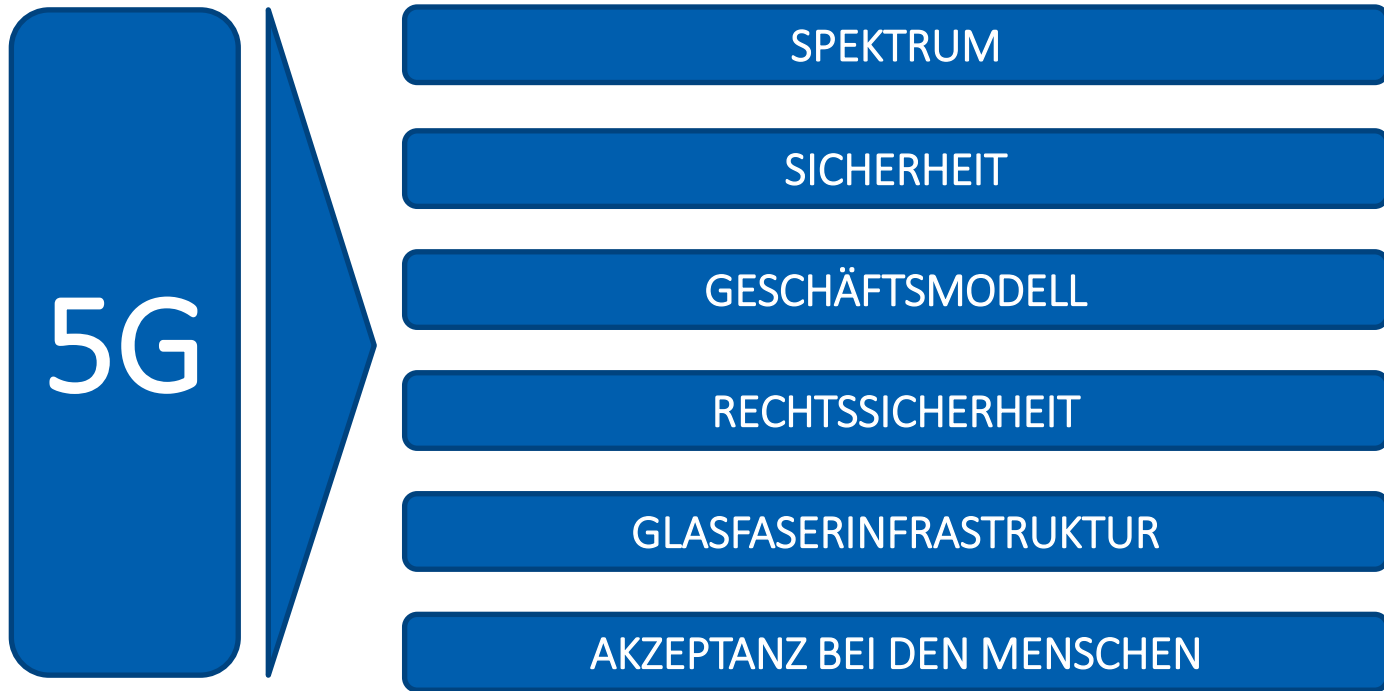 5G
SPEKTRUM
SICHERHEIT
GESCHÄFTSMODELL
RECHTSSICHERHEIT
GLASFASERINFRASTRUKTUR
AKZEPTANZ BEI DEN MENSCHEN